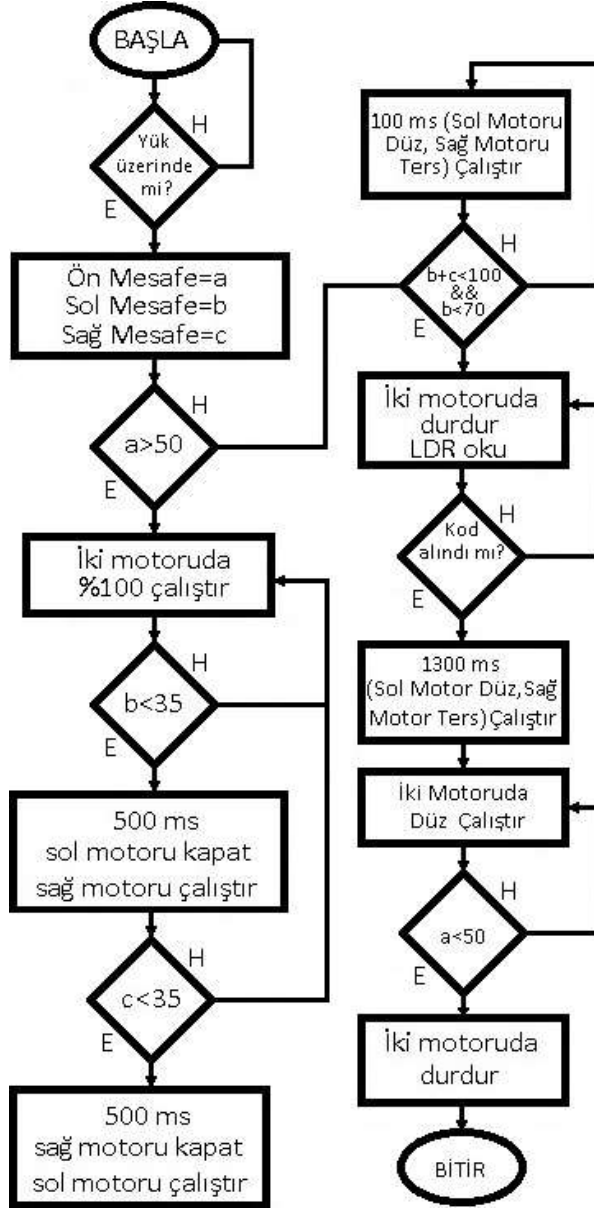 BAŞLA
Yük
üzerinde
mi?
H
E
Ön Mesafe=a
Sol Mesafe=b
Sağ Mesafe=c
a>50
H
E
İki motoruda
%100 çalıştır
b<35
H
E
500 ms
sol motoru kapat
sağ motoru çalıştır
c<35
H
E
500 ms
sağ motoru kapat
sol motoru çalıştır
100 ms (Sol Motoru
Düz, Sağ Motoru
Ters) Çalıştır
b+c<100
&&
b<70
H
E
İki motoruda
durdur
LDR oku
Kod
alındı mı?
H
E
1300 ms
(Sol Motor Düz,Sağ
Motor Ters)Çalıştır
İki Motoruda
Düz Çalıştır
a<50
H
E
İki motoruda
durdur
BİTİR